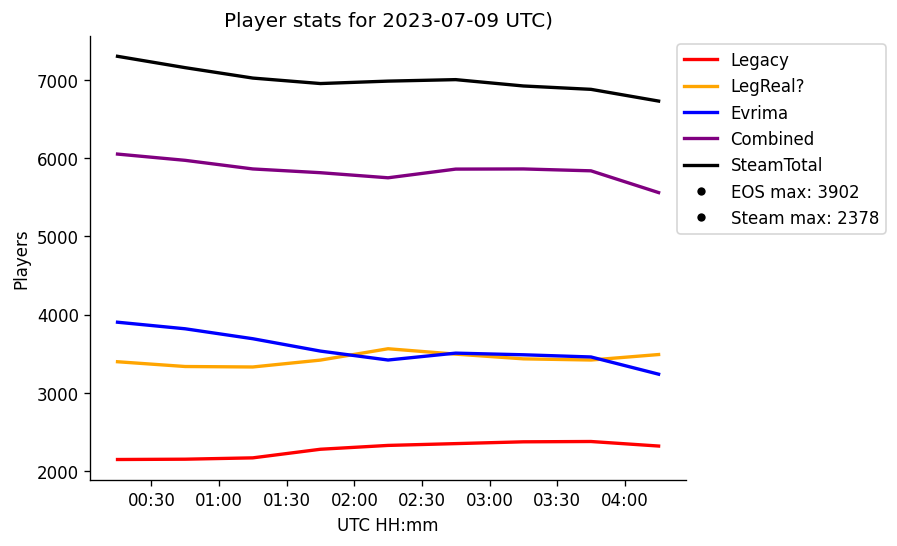 Player stats for 2023-07-09 UTC)
Legacy
LegReal?
Evrima
Combined
SteamTotal
EOS max: 3902
Steam max: 2378
Players
7000
6000
5000
4000
3000
2000
00:30 01:00 01:30 02:00 02:30 03:00 03:30 04:00
UTC HH:mm